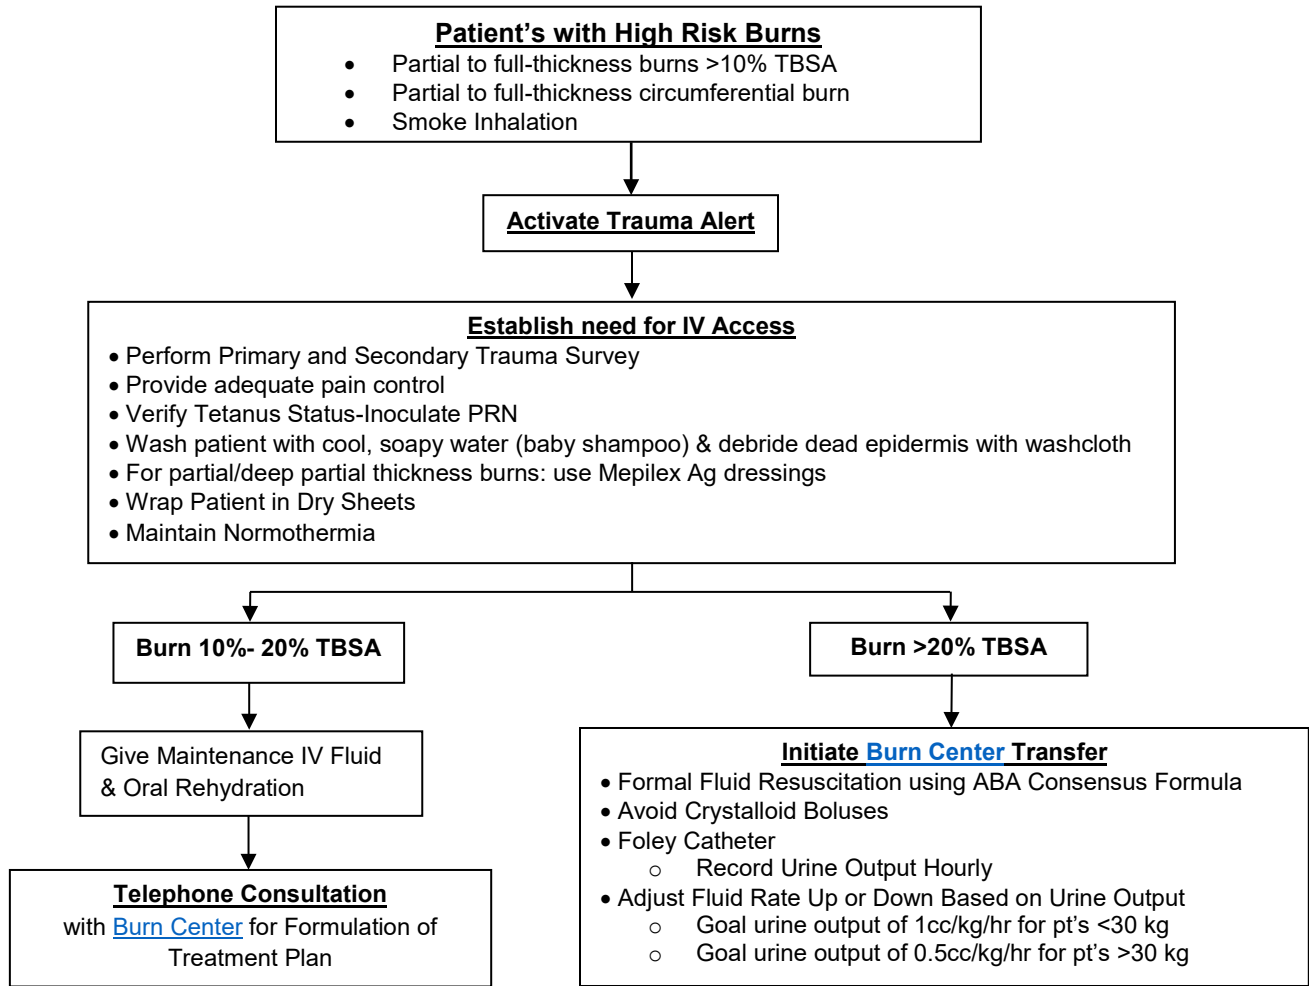 Patient’s with High Risk Burns
• Partial to full-thickness burns >10% TBSA
• Partial to full-thickness circumferential burn
• Smoke Inhalation
Activate Trauma Alert
Establish need for IV Access
• Perform Primary and Secondary Trauma Survey
• Provide adequate pain control
• Verify Tetanus Status-Inoculate PRN
• Wash patient with cool, soapy water (baby shampoo) & debride dead epidermis with washcloth
• For partial/deep partial thickness burns: use Mepilex Ag dressings
• Wrap Patient in Dry Sheets
• Maintain Normothermia
Burn 10%- 20% TBSA
Give Maintenance IV Fluid
& Oral Rehydration
Telephone Consultation
with Burn Center for Formulation of
Treatment Plan
Burn >20% TBSA
Initiate Burn Center Transfer
• Formal Fluid Resuscitation using ABA Consensus Formula
• Avoid Crystalloid Boluses
• Foley Catheter
o Record Urine Output Hourly
• Adjust Fluid Rate Up or Down Based on Urine Output
o Goal urine output of 1cc/kg/hr for pt’s <30 kg
o Goal urine output of 0.5cc/kg/hr for pt’s >30 kg